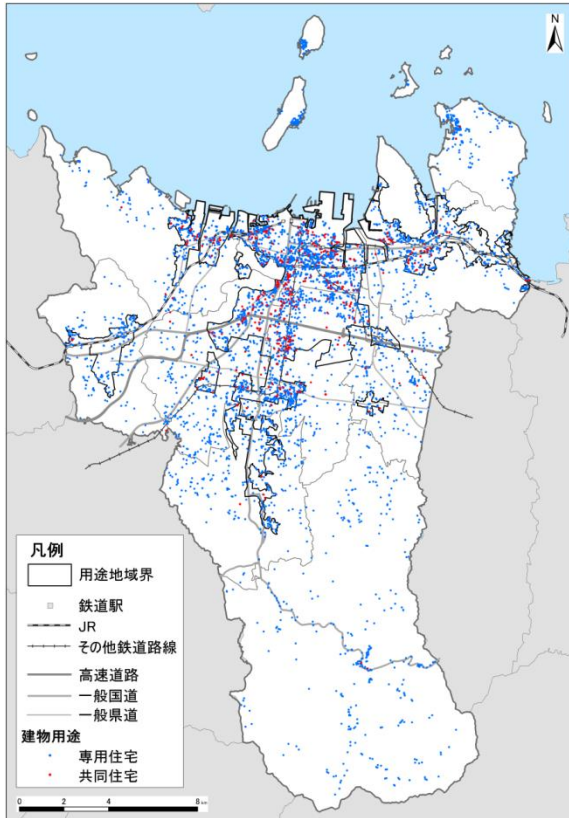 N
凡例
用途地域界
鉄道駅
JR
その他鉄道路線
高速道路
一般国道
一般県道
建物用途
専用住宅
共同住宅
0 2 4 8 km